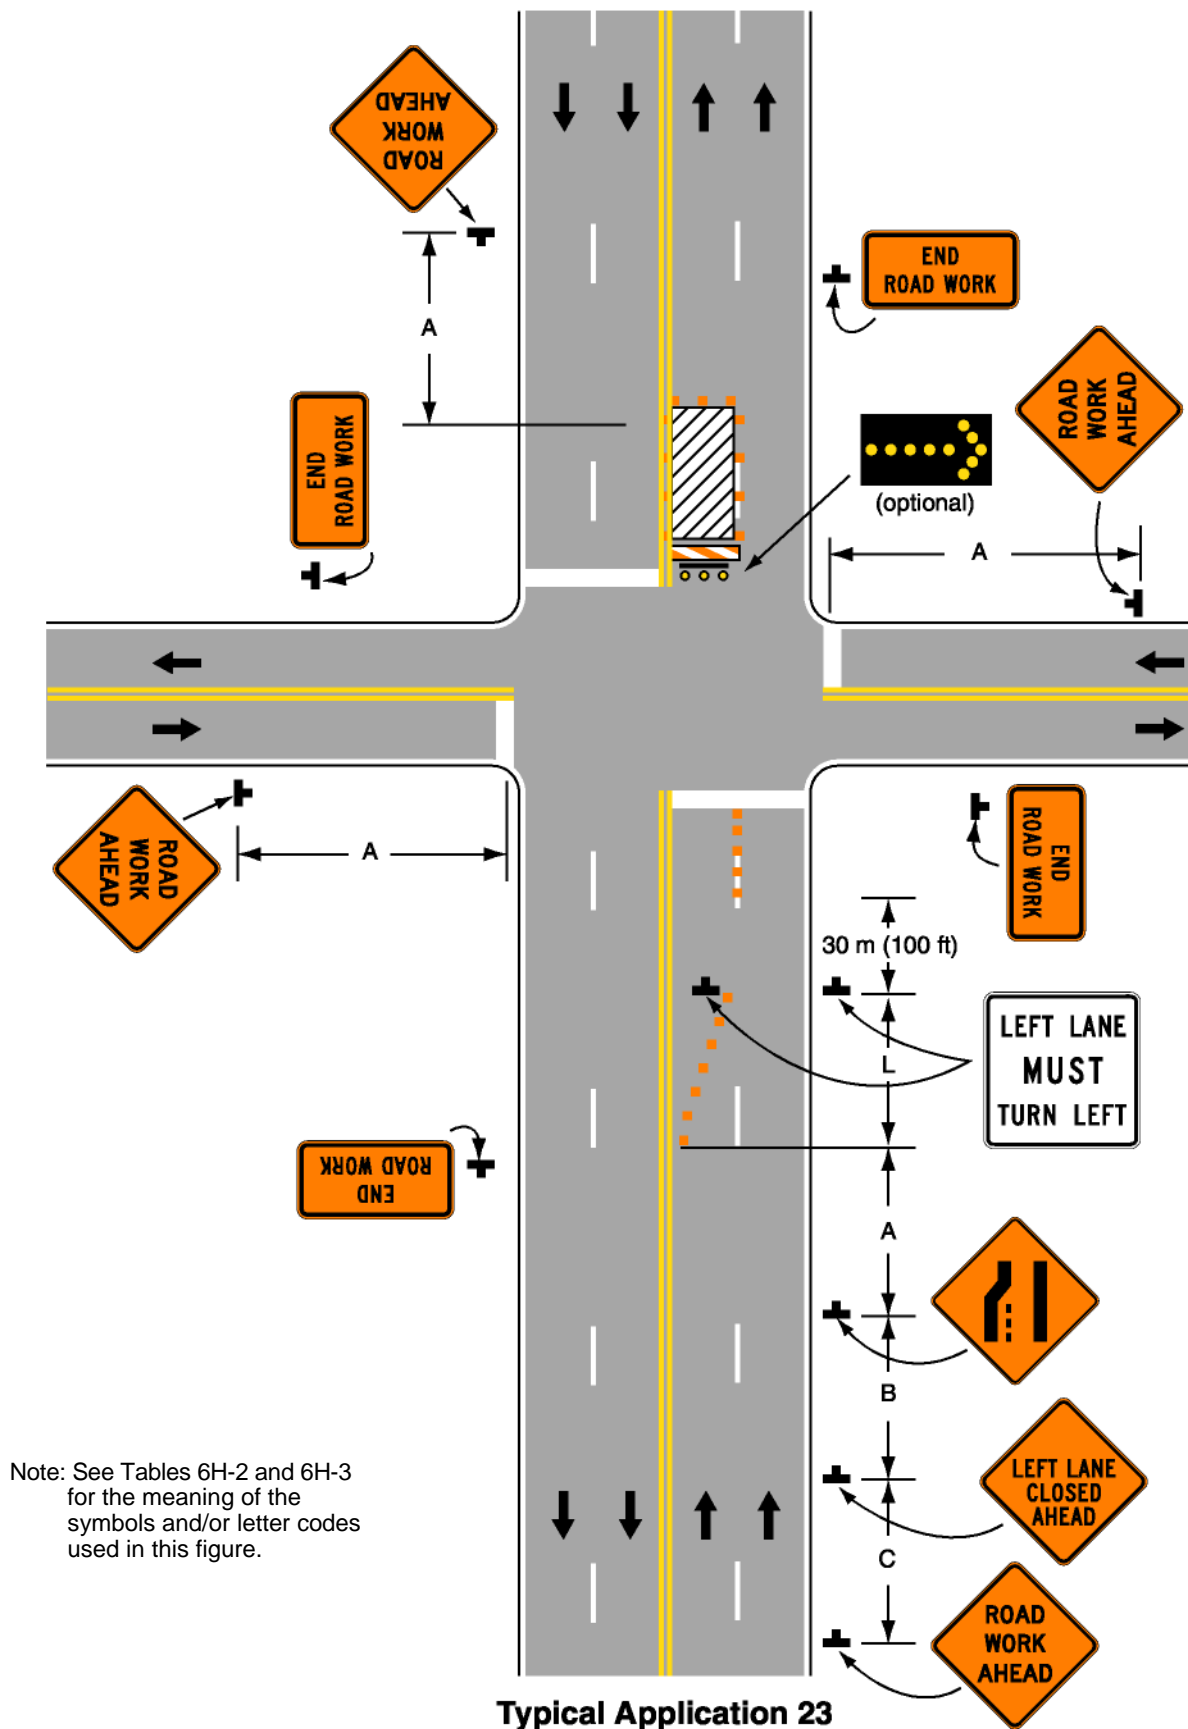 ROAD
WORK
AHEAD
END
ROAD WORK
A
ROAD
WORK
AHEAD
END
ROAD WORK
(optional)
A
ROAD
WORK
AHEAD
A
END
ROAD WORK
30 m (100 ft)
LEFT LANE
MUST
TURN LEFT
L
END
ROAD WORK
A
B
LEFT LANE
CLOSED
AHEAD
C
ROAD
WORK
AHEAD
Note: See Tables 6H-2 and 6H-3
for the meaning of the
symbols and/or letter codes
used in this figure.
Typical Application 23